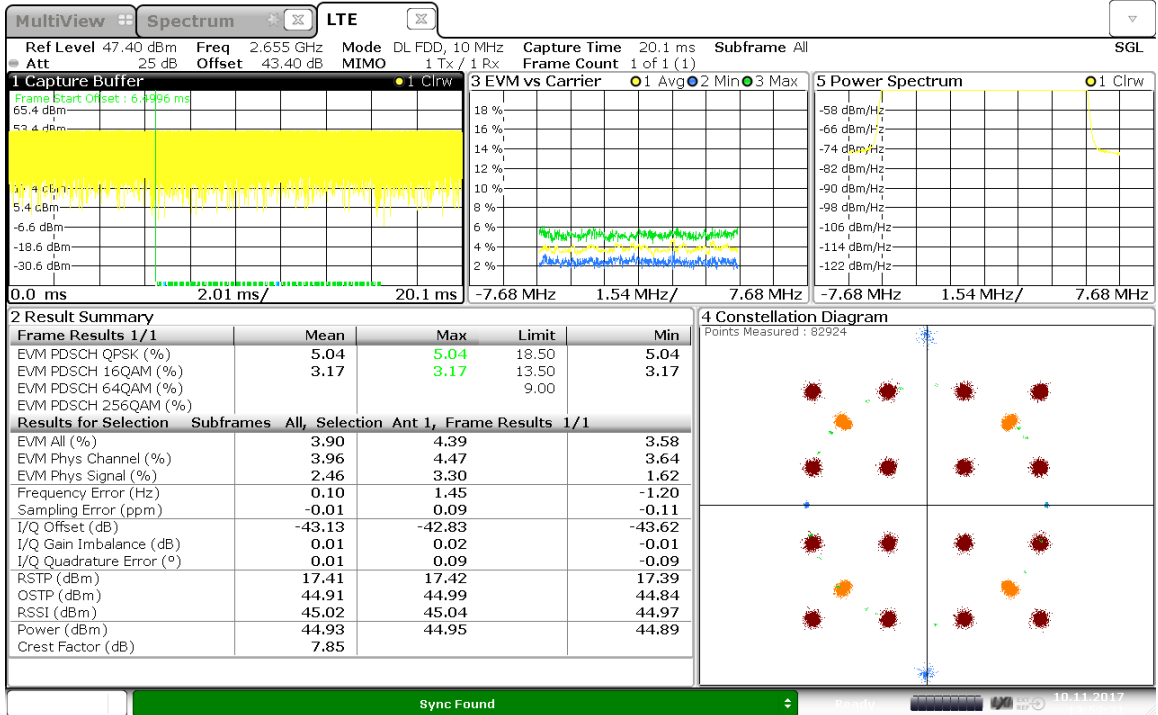 MultiView Spectrum LTE
Ref Level 47.40 dBm Freq 2.655 GHz Mode DL FDD, 10 MHz Capture Time 20.1 ms Subframe All SGL
Att 25 dB Offset 43.40 dB MIMO 1 Tx / 1 Rx Frame Count 1 of 1 (1)
1 Capture Buffer 1 Clrw
Frame Start Offset : 6.4996 ms
65.4 dBm
53.4 dBm
5.4 dBm
-6.6 dBm
-18.6 dBm
-30.6 dBm
0.0 ms 2.01 ms/ 20.1 ms
3 EVM vs Carrier 1 Avg 2 Min 3 Max
18 %
16 %
14 %
12 %
10 %
8 %
6 %
4 %
2 %
-7.68 MHz 1.54 MHz/ 7.68 MHz
5 Power Spectrum 1 Clrw
-58 dBm/Hz
-66 dBm/Hz
-74 dBm/Hz
-82 dBm/Hz
-90 dBm/Hz
-98 dBm/Hz
-106 dBm/Hz
-114 dBm/Hz
-122 dBm/Hz
-7.68 MHz 1.54 MHz/ 7.68 MHz
2 Result Summary
Frame Results 1/1 Mean Max Limit Min
EVM PDSCH QPSK (%) 5.04 5.04 18.50 5.04
EVM PDSCH 16QAM (%) 3.17 3.17 13.50 3.17
EVM PDSCH 64QAM (%) 9.00
EVM PDSCH 256QAM (%)
Results for Selection Subframes All, Selection Ant 1, Frame Results 1/1
EVM All (%) 3.90 4.39 3.58
EVM Phys Channel (%) 3.96 4.47 3.64
EVM Phys Signal (%) 2.46 3.30 1.62
Frequency Error (Hz) 0.10 1.45 -1.20
Sampling Error (ppm) -0.01 0.09 -0.11
I/Q Offset (dB) -43.13 -42.83 -43.62
I/Q Gain Imbalance (dB) 0.01 0.02 -0.01
I/Q Quadrature Error (°) 0.01 0.09 -0.09
RSTP (dBm) 17.41 17.42 17.39
OSTP (dBm) 44.91 44.99 44.84
RSSI (dBm) 45.02 45.04 44.97
Power (dBm) 44.93 44.95 44.89
Crest Factor (dB) 7.85
4 Constellation Diagram
Points Measured : 82924
Sync Found
Ready
LXI
EXT
REF
10.11.2017